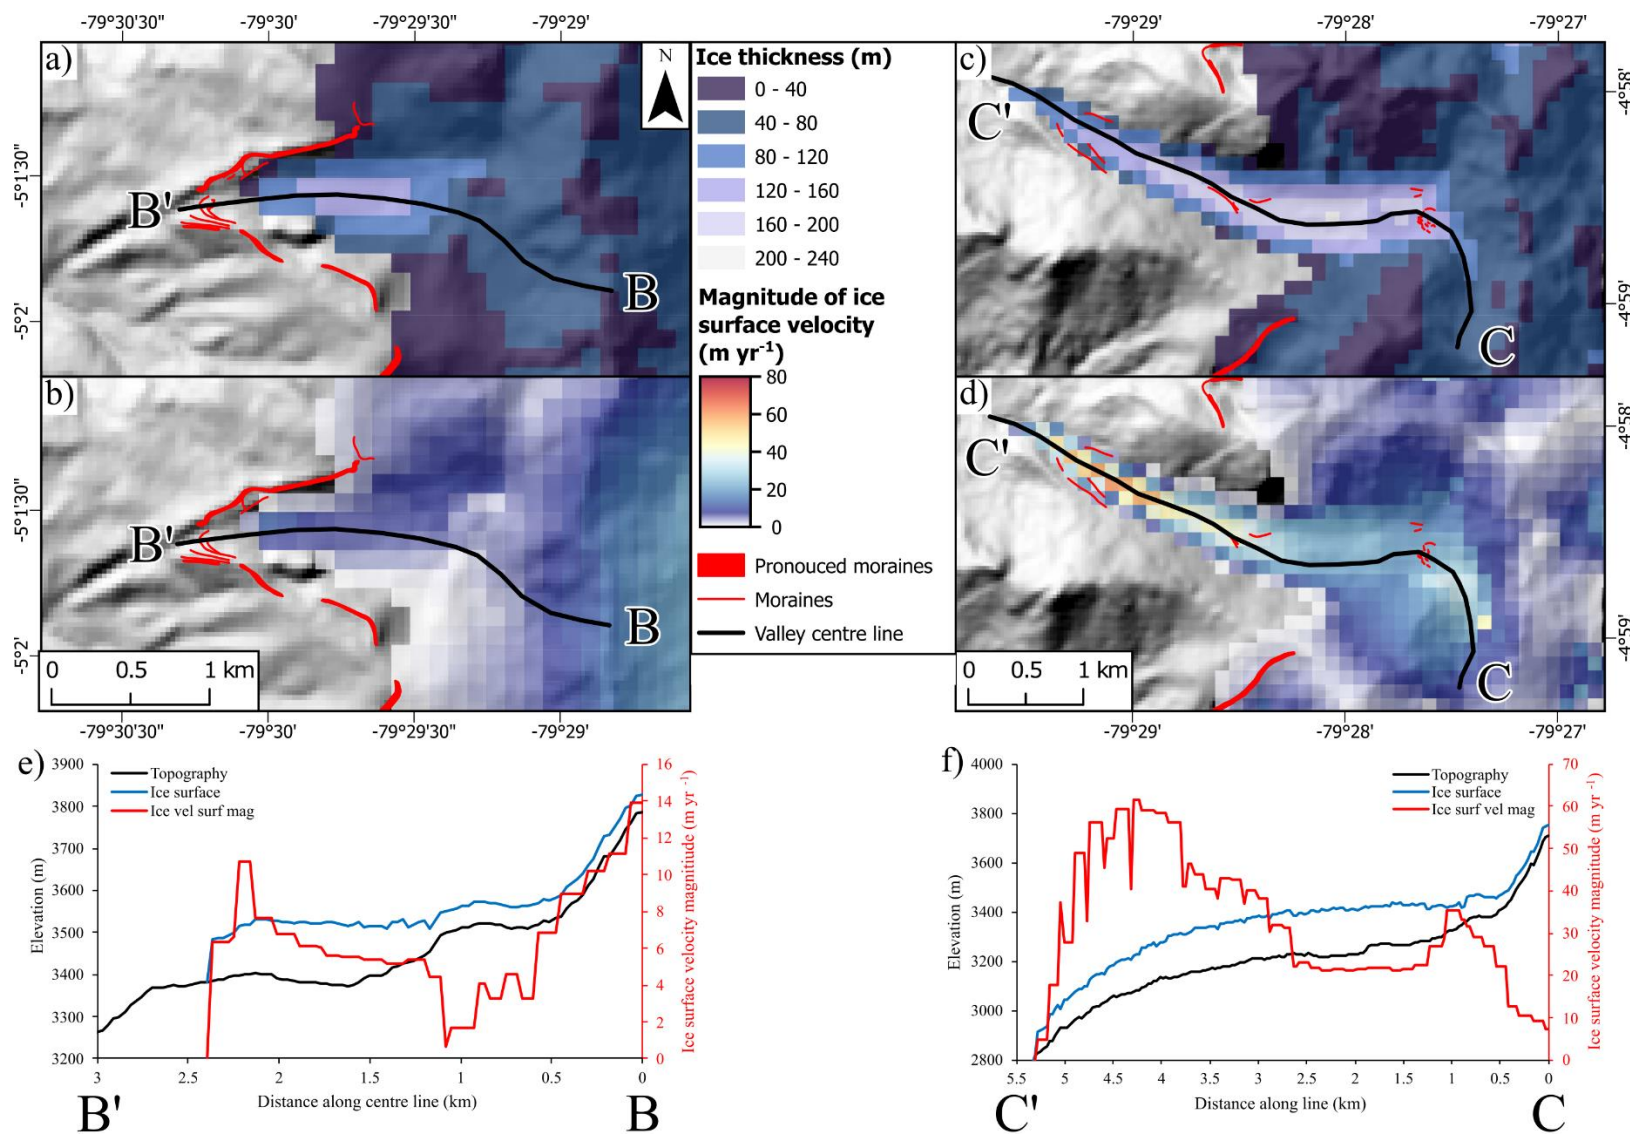 -79°30'30"
-79°30'
-79°29'30"
-79°29'
-79°29'
-79°28'
-79°27'
a)
N
B'
B
-5°1'30"
-5°2'
Ice thickness (m)
0 - 40
40 - 80
80 - 120
120 - 160
160 - 200
200 - 240
Magnitude of ice
surface velocity
(m yr-1)
80
60
40
20
0
Pronouced moraines
Moraines
Valley centre line
c)
C'
C
-4°58'
-4°59'
b)
B'
B
-5°1'30"
-5°2'
0 0.5 1 km
d)
C'
C
-4°58'
-4°59'
0 0.5 1 km
-79°30'30"
-79°30'
-79°29'30"
-79°29'
-79°29'
-79°28'
-79°27'
e)
Topography
Ice surface
Ice vel surf mag
Elevation (m)
3900
3800
3700
3600
3500
3400
3300
3200
16
14
12
10
8
6
4
2
0
Ice surface velocity magnitiude (m yr -1)
3 2.5 2 1.5 1 0.5 0
Distance along centre line (km)
B'
B
f)
Topography
Ice surface
Ice surf vel mag
Elevation (m)
4000
3800
3600
3400
3200
3000
2800
70
60
50
40
30
20
10
0
Ice surface velocity magnitude (m yr -1)
5.5 5 4.5 4 3.5 3 2.5 2 1.5 1 0.5 0
Distance along line (km)
C'
C